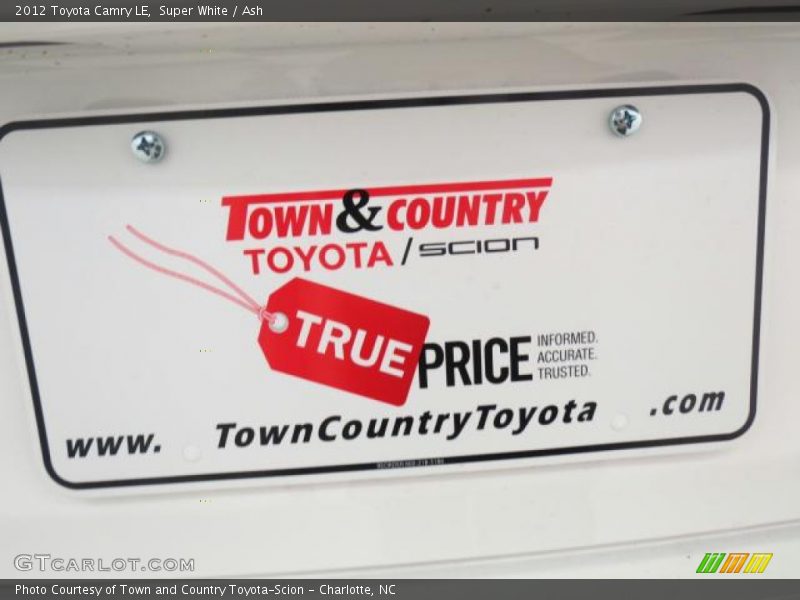 2012 Toyota Camry LE, Super White / Ash
TOWN & COUNTRY
TOYOTA / SCION
TRUE PRICE
INFORMED.
ACCURATE.
TRUSTED.
www. TownCountryToyota .com
GTCARLOT.COM
Photo Courtesy of Town and Country Toyota-Scion - Charlotte, NC